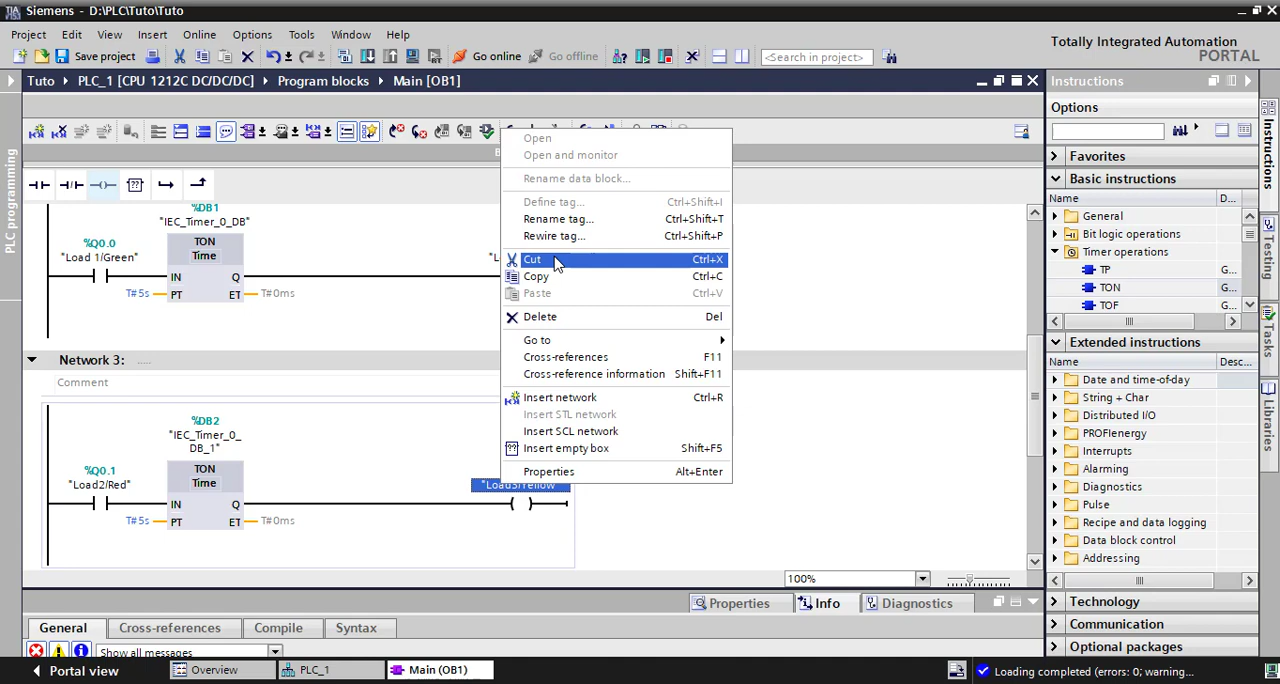 TIA
Siemens - D:\PLC\Tuto\Tuto
Project Edit View Insert Online Options Tools Window Help
Totally Integrated Automation
PORTAL
Save project
Go online
Go offline
<Search in project>
Tuto
PLC_1 [CPU 1212C DC/DC/DC]
Program blocks
Main [OB1]
PLC programming
%DB1
"IEC_Timer_0_DB"
TON
Time
%Q0.0
"Load 1/Green"
IN
Q
T#5s
PT
ET
T#0ms
Network 3:
.....
Comment
%DB2
"IEC_Timer_0_
DB_1"
TON
Time
%Q0.1
"Load2/Red"
IN
Q
T#5s
PT
ET
T#0ms
"Load3/Yellow"
Open
Open and monitor
Rename data block...
Define tag... Ctrl+Shift+I
Rename tag... Ctrl+Shift+T
Rewire tag... Ctrl+Shift+P
Cut Ctrl+X
Copy Ctrl+C
Paste Ctrl+V
Delete Del
Go to
Cross-references F11
Cross-reference information Shift+F11
Insert network Ctrl+R
Insert STL network
Insert SCL network
Insert empty box Shift+F5
Properties Alt+Enter
100%
Properties
Info
Diagnostics
General
Cross-references
Compile
Syntax
Show all messages
Portal view
Overview
PLC_1
Main (OB1)
Loading completed (errors: 0; warning...
Instructions
Options
Favorites
Basic instructions
Name D...
General
Bit logic operations
Timer operations
TP G...
TON G...
TOF G...
Extended instructions
Name Desc...
Date and time-of-day
String + Char
Distributed I/O
PROFIenergy
Interrupts
Alarming
Diagnostics
Pulse
Recipe and data logging
Data block control
Addressing
Technology
Communication
Optional packages
Instructions
Testing
Tasks
Libraries